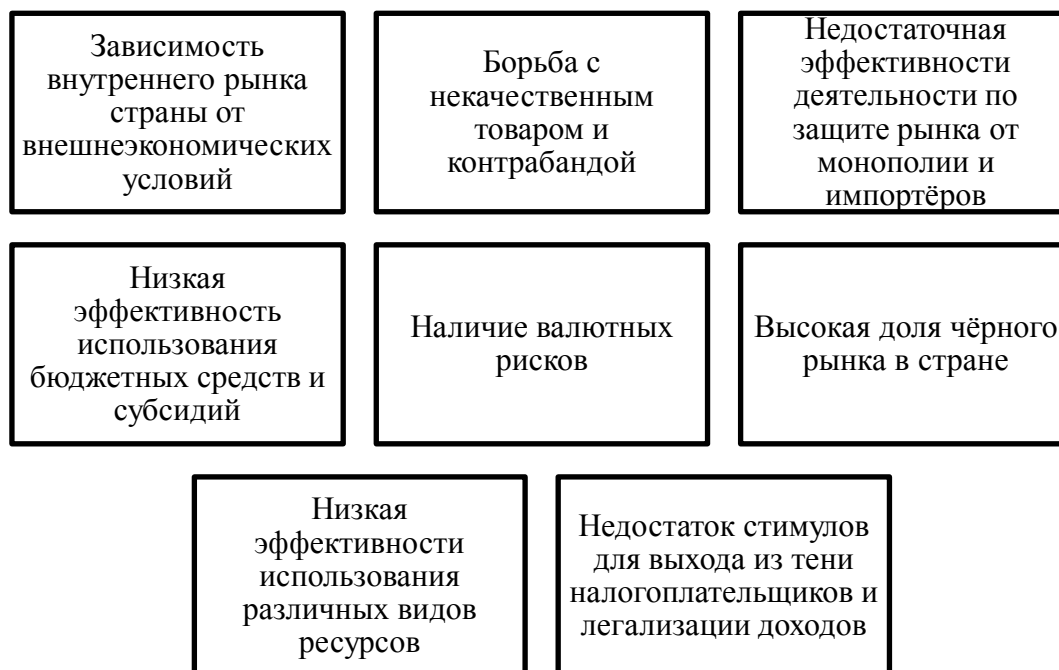 Зависимость
внутреннего рынка
страны от
внешнеэкономических
условий
Борьба с
некачественным
товаром и
контрабандой
Недостаточная
эффективности
деятельности по
защите рынка от
монополии и
импортёров
Низкая
эффективность
использования
бюджетных средств и
субсидий
Наличие валютных
рисков
Высокая доля чёрного
рынка в стране
Низкая
эффективности
использования
различных видов
ресурсов
Недостаток стимулов
для выхода из тени
налогоплательщиков и
легализации доходов